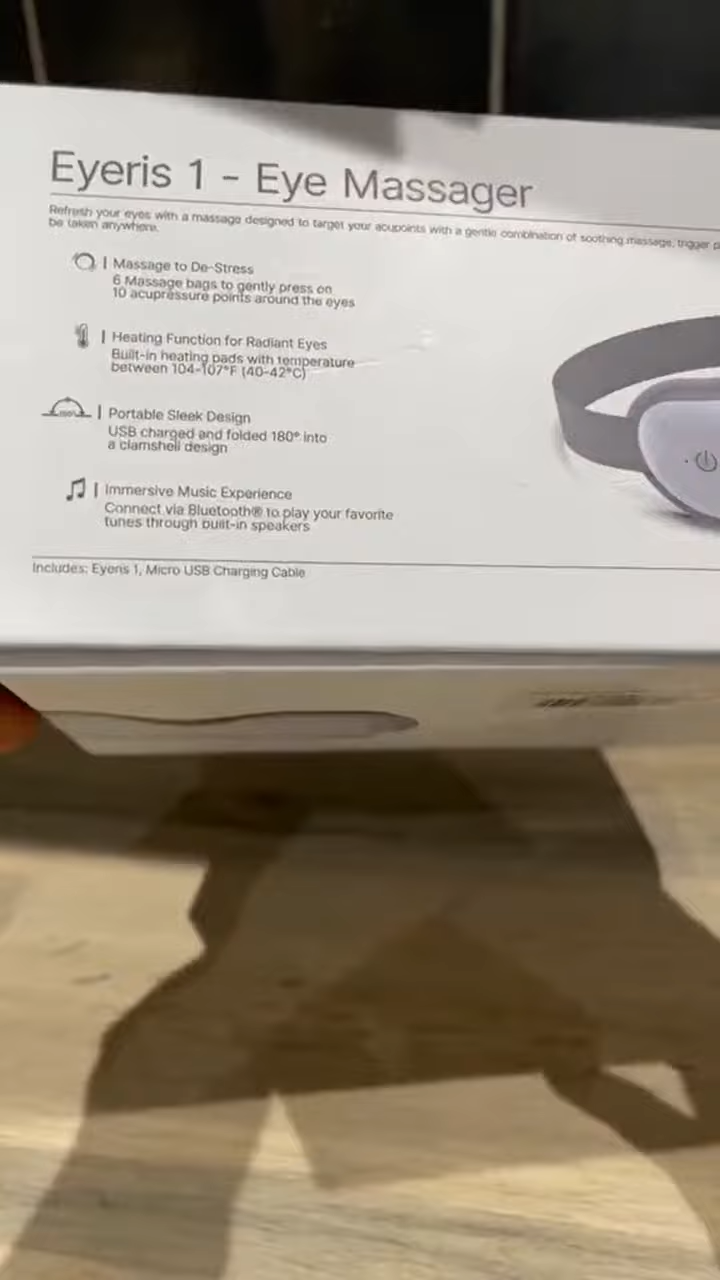 Eyeris 1 - Eye Massager
Refresh your eyes with a massage designed to target your acupoints with a gentle combination of soothing massage, trigger
be taken anywhere.
Massage to De-Stress
6 Massage bags to gently press on
10 acupressure points around the eyes
Heating Function for Radiant Eyes
Built-in heating pads with temperature
between 104-107°F (40-42°C)
Portable Sleek Design
USB charged and folded 180° into
a clamshell design
Immersive Music Experience
Connect via Bluetooth® to play your favorite
tunes through built-in speakers
Includes: Eyeris 1, Micro USB Charging Cable